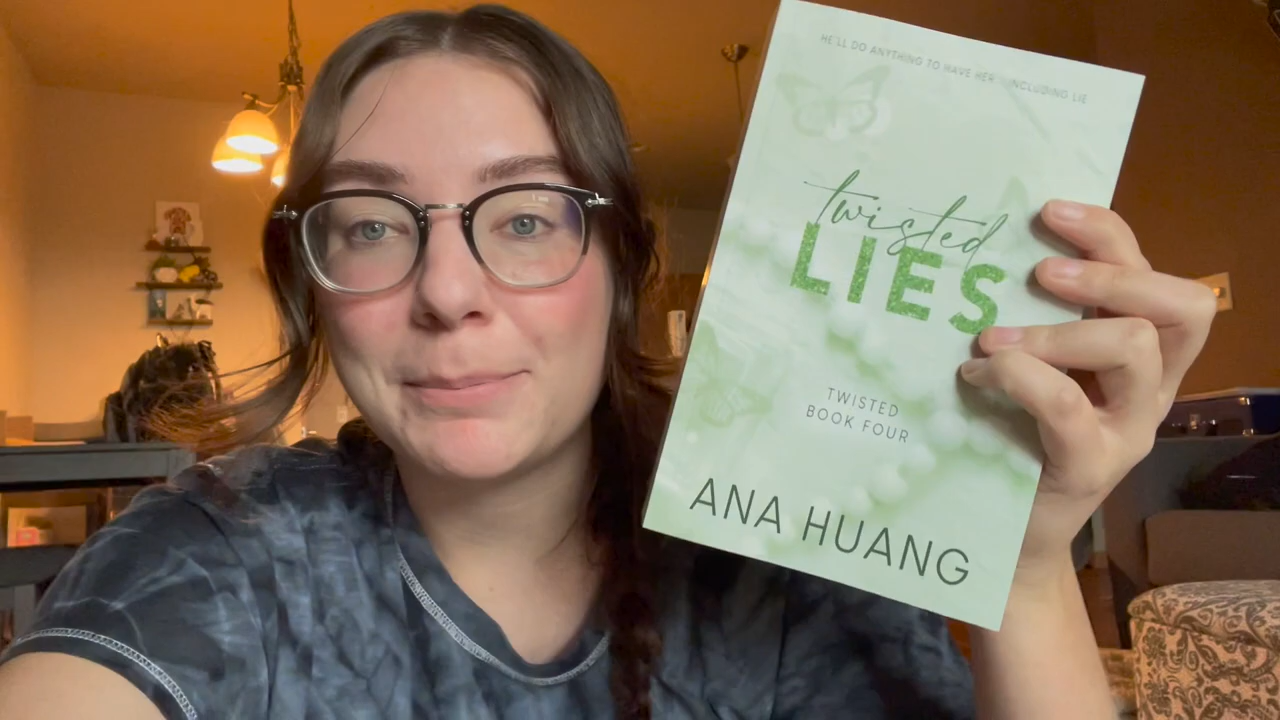 HE'LL DO ANYTHING TO HAVE HER INCLUDING LIE
twisted
LIES
TWISTED
BOOK FOUR
ANA HUANG